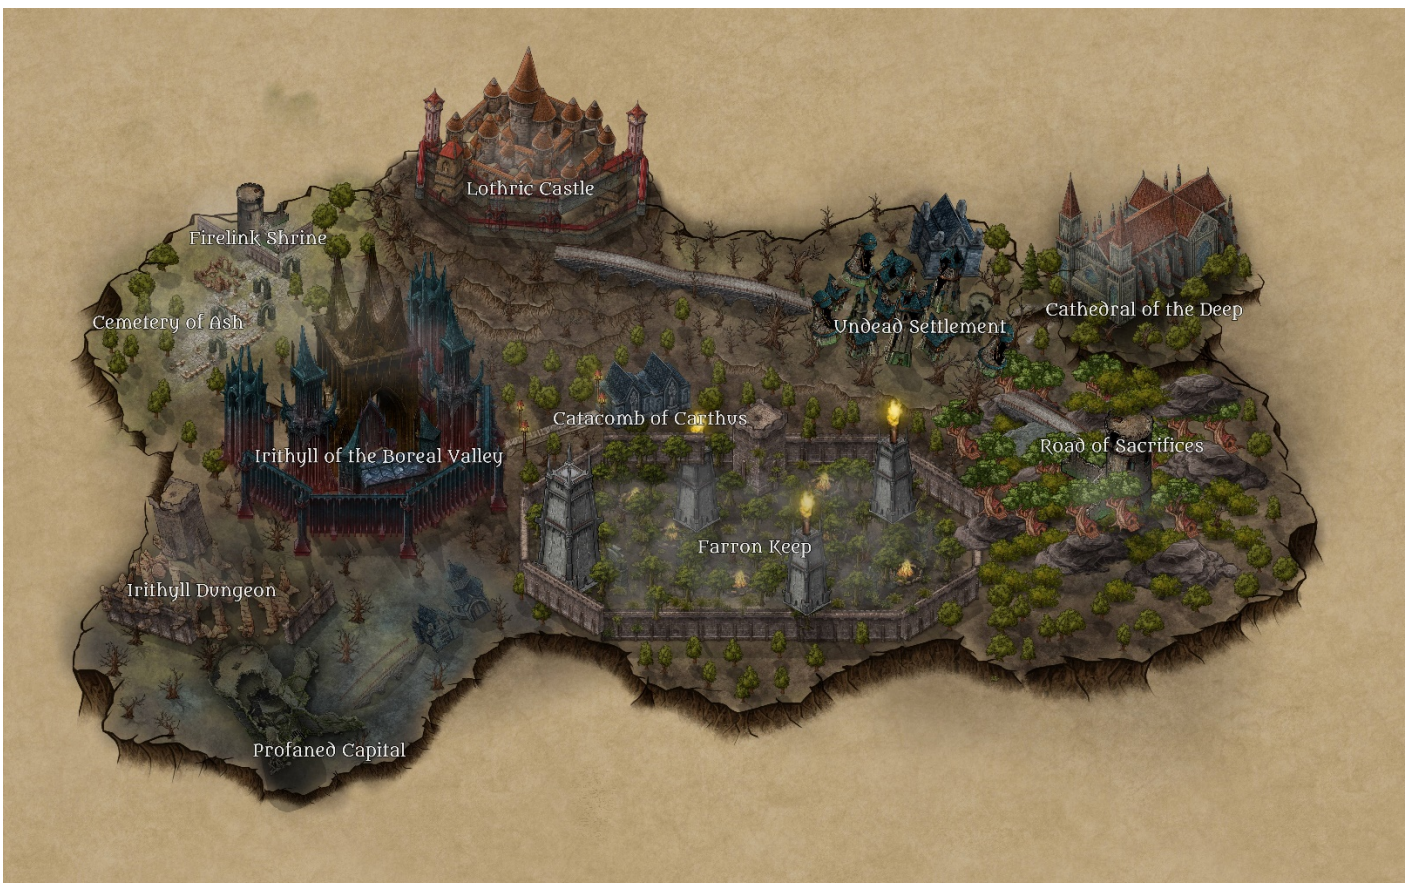 Lothric Castle
Firelink Shrine
Cathedral of the Deep
Cemetery of Ash
Undead Settlement
Catacomb of Carthus
Road of Sacrifices
Irithyll of the Boreal Valley
Farron Keep
Irithyll Dungeon
Profaned Capital